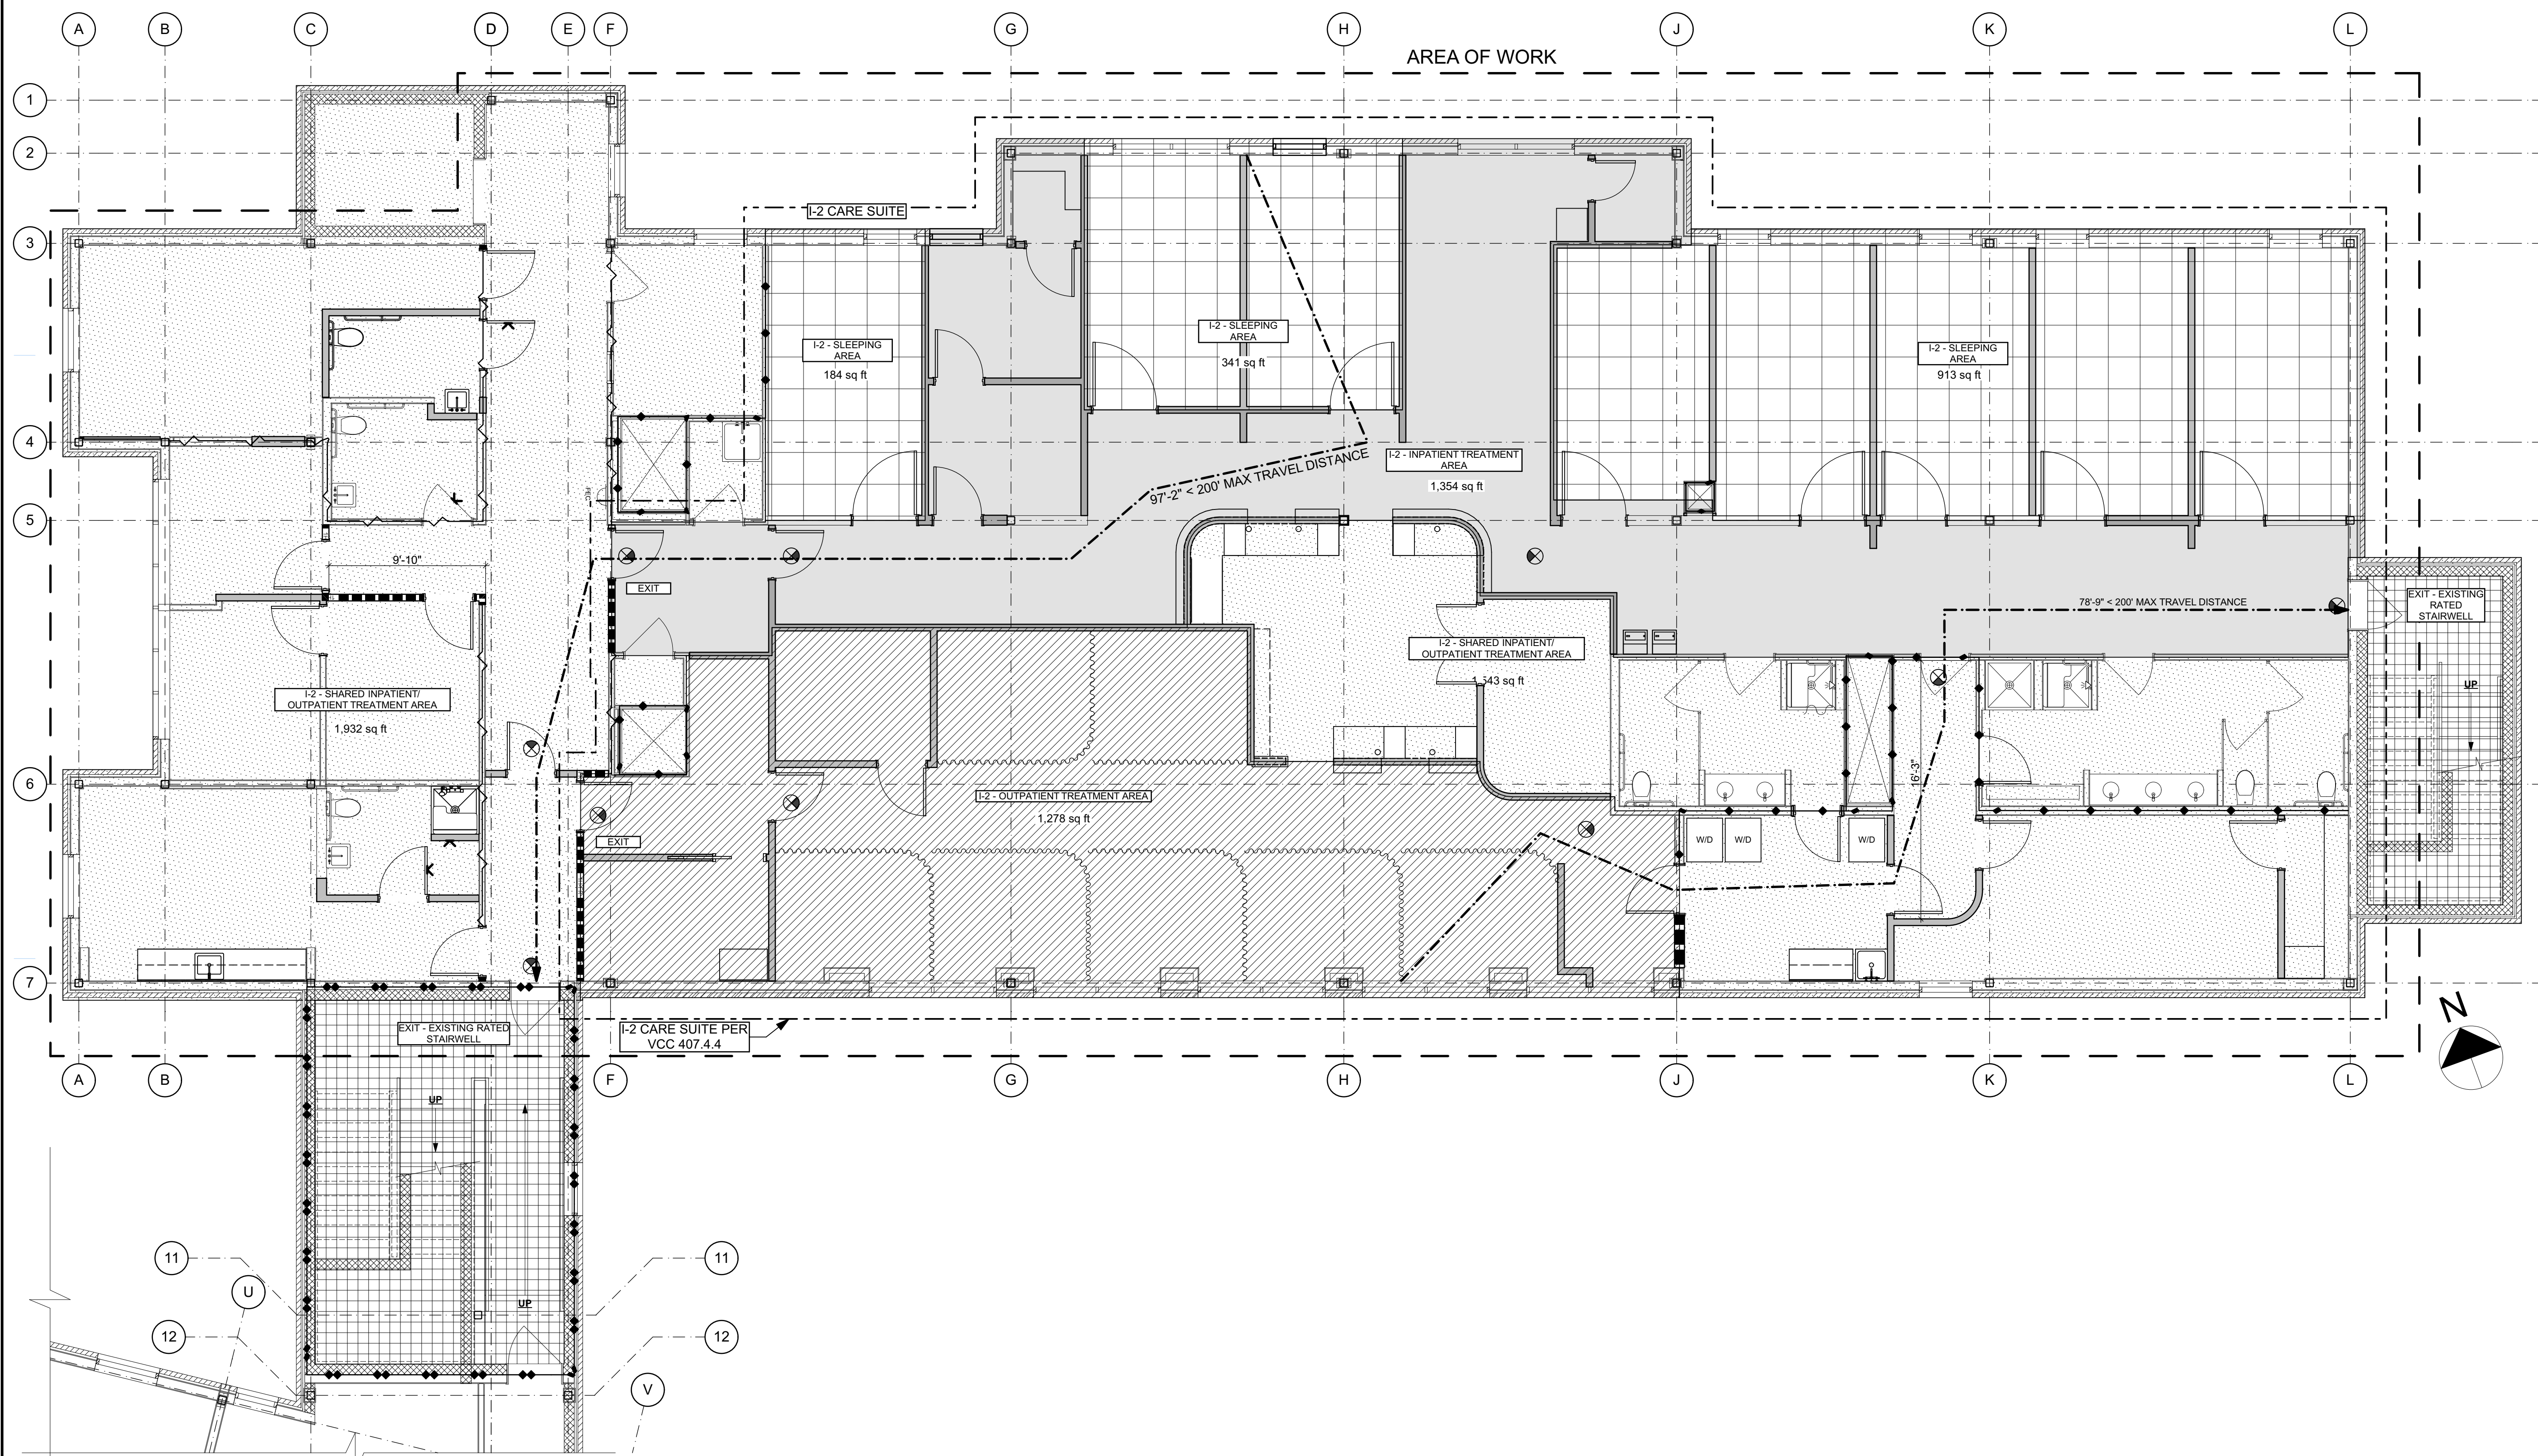 A B C D E F G H J K L
AREA OF WORK
1
2
3
4
5
6
7
I-2 CARE SUITE
I-2 - SLEEPING
AREA
184 sq ft
I-2 - SLEEPING
AREA
341 sq ft
I-2 - SLEEPING
AREA
913 sq ft
I-2 - INPATIENT TREATMENT
AREA
1,354 sq ft
97'-2" < 200' MAX TRAVEL DISTANCE
FEC
9'-10"
EXIT
78'-9" < 200' MAX TRAVEL DISTANCE
EXIT - EXISTING
RATED
STAIRWELL
UP
I-2 - SHARED INPATIENT/
OUTPATIENT TREATMENT AREA
sq ft
I-2 - SHARED INPATIENT/
OUTPATIENT TREATMENT AREA
1,932 sq ft
16'-3"
I-2 - OUTPATIENT TREATMENT AREA
1,278 sq ft
EXIT
W/D W/D W/D
EXIT - EXISTING RATED
STAIRWELL
I-2 CARE SUITE PER
VCC 407.4.4
N
A B F G H J K L
UP
UP
11 11
U
12 12
V